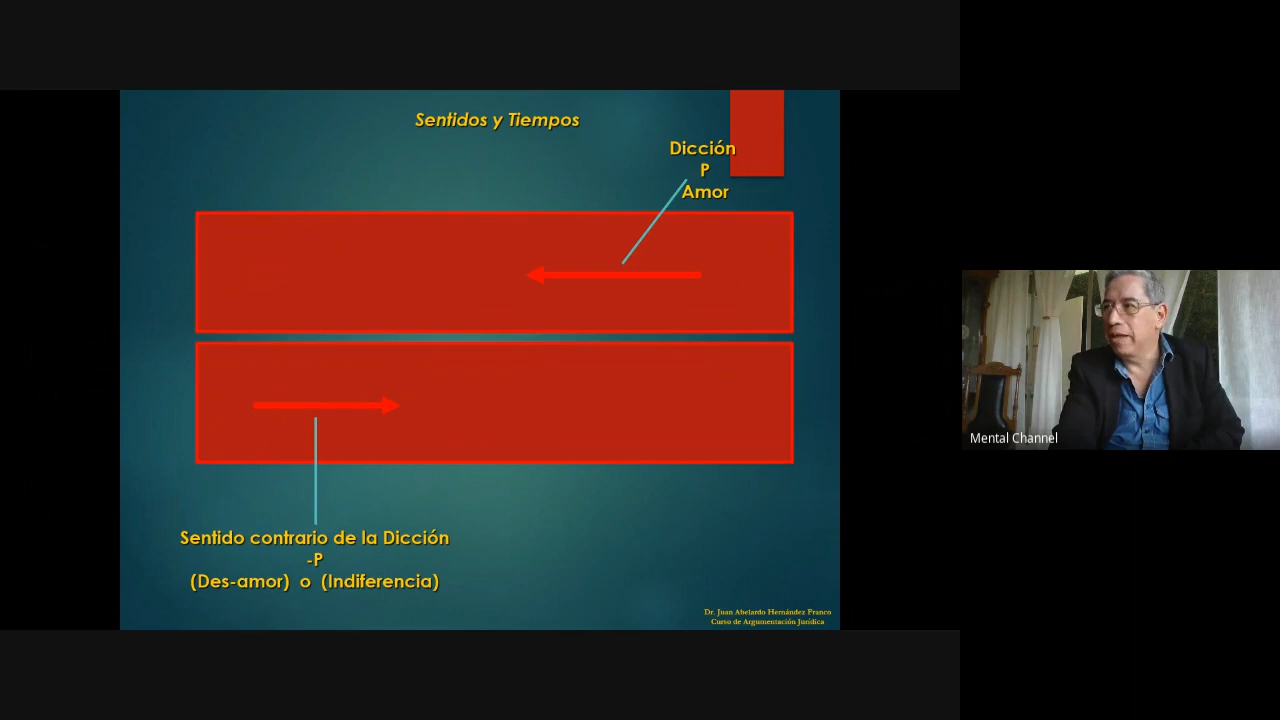 Sentidos y Tiempos
Dicción
P
Amor
Sentido contrario de la Dicción
-P
(Des-amor) o (Indiferencia)
Dr. Juan Abelardo Hernández Franco
Curso de Argumentación Jurídica
Mental Channel